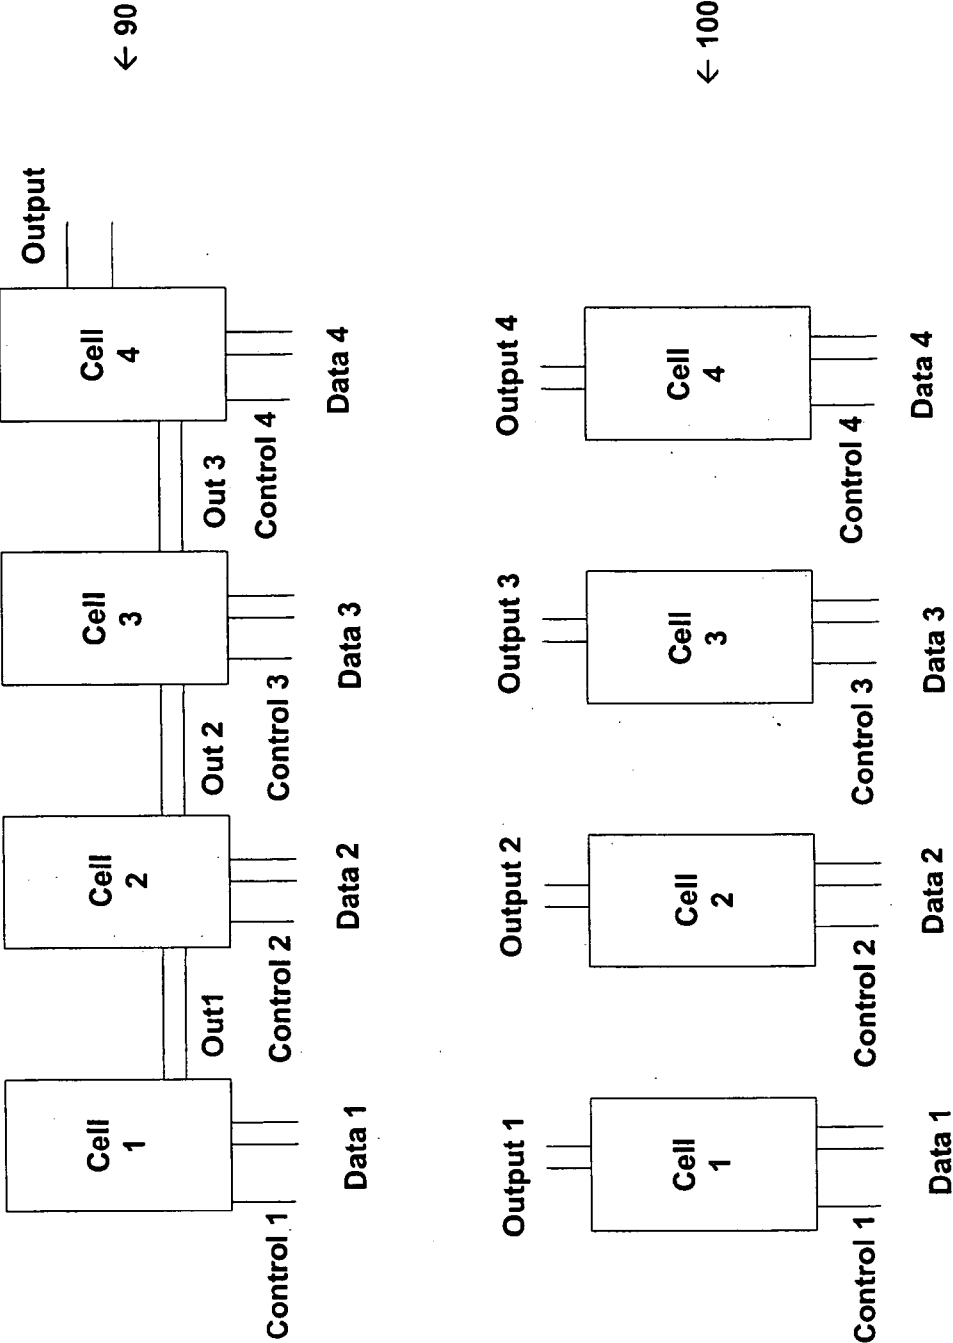 Output
← 90
Cell
1
Cell
2
Cell
3
Cell
4
Out1
Out 2
Out 3
Control 1
Control 2
Control 3
Control 4
Data 1
Data 2
Data 3
Data 4
Output 1
Output 2
Output 3
Output 4
← 100
Cell
1
Cell
2
Cell
3
Cell
4
Control 1
Control 2
Control 3
Control 4
Data 1
Data 2
Data 3
Data 4